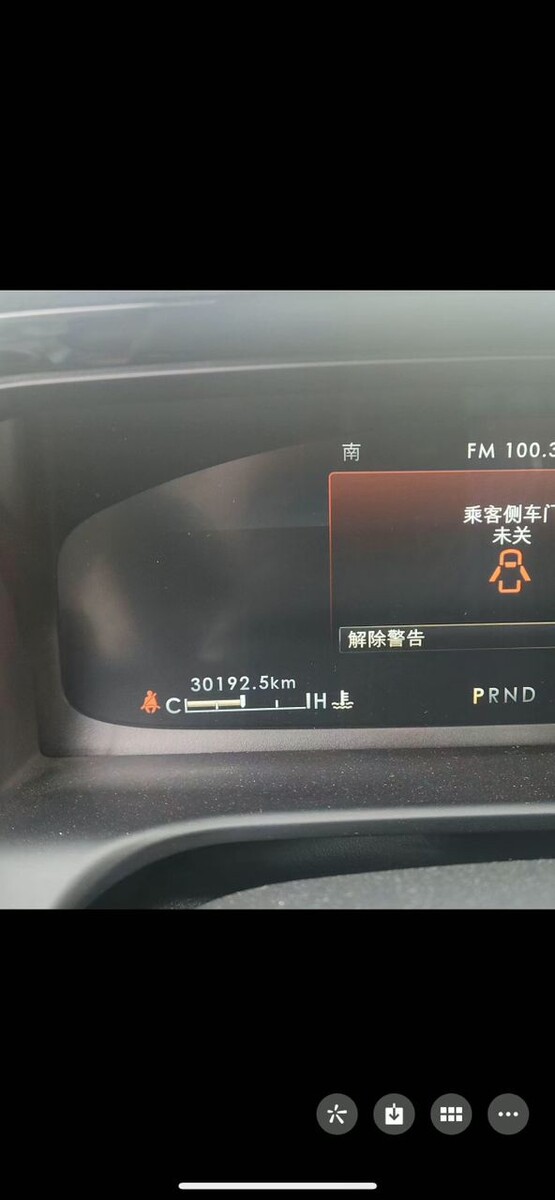 南
FM 100.3
乘客侧车门
未关
解除警告
30192.5km
C H
PRND